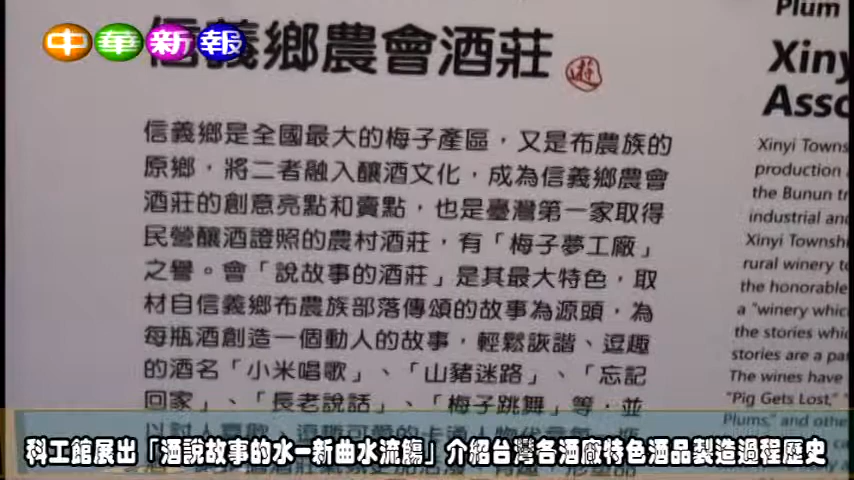 中華新報
信義鄉農會酒莊
遊
信義鄉是全國最大的梅子產區，又是布農族的
原鄉，將二者融入釀酒文化，成為信義鄉農會
酒莊的創意亮點和賣點，也是臺灣第一家取得
民營釀酒證照的農村酒莊，有「梅子夢工廠」
之譽。會「說故事的酒莊」是其最大特色，取
材自信義鄉布農族部落傳頌的故事為源頭，為
每瓶酒創造一個動人的故事，輕鬆詼諧、逗趣
的酒名「小米唱歌」、「山豬迷路」、「忘記
回家」、「長老說話」、「梅子跳舞」等，並
Plum
Xiny
Asso
Xinyi Towns
production
the Bunun tr
industrial and
Xinyi Townshi
rural winery to
the honorable
a "winery whic
the stories whic
stories are a pa
The wines have
"Pig Gets Lost,"
Plums," and othe
科工館展出「酒說故事的水-新曲水流觴」介紹台灣各酒廠特色酒品製造過程歷史